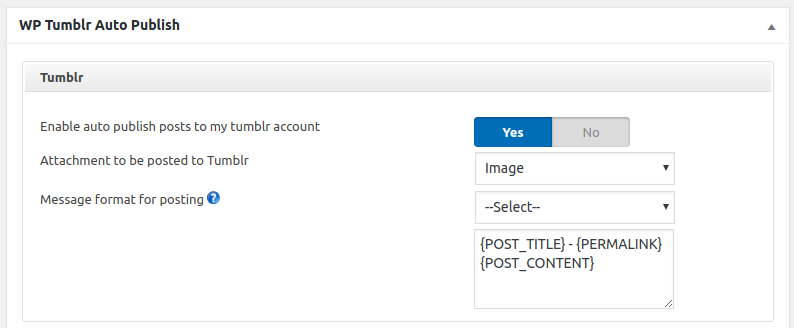 WP Tumblr Auto Publish
Tumblr
Enable auto publish posts to my tumblr account
Yes No
Attachment to be posted to Tumblr
Image
Message format for posting ?
--Select--
{POST_TITLE} - {PERMALINK}
{POST_CONTENT}